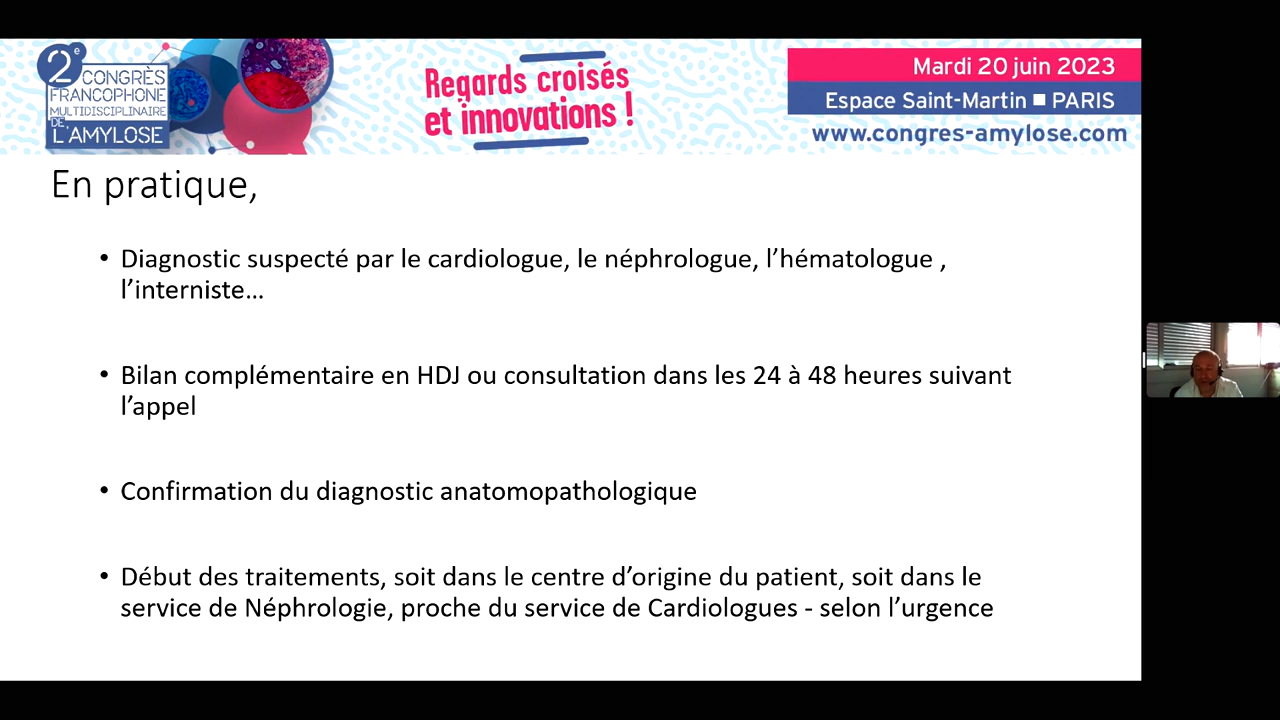 2e
CONGRÈS
FRANCOPHONE
MULTIDISCIPLINAIRE
DE
L'AMYLOSE
Regards croisés
et innovations !
Mardi 20 juin 2023
Espace Saint-Martin ■ PARIS
www.congres-amylose.com
En pratique,
• Diagnostic suspecté par le cardiologue, le néphrologue, l’hématologue ,
l’interniste…
• Bilan complémentaire en HDJ ou consultation dans les 24 à 48 heures suivant
l’appel
• Confirmation du diagnostic anatomopathologique
• Début des traitements, soit dans le centre d’origine du patient, soit dans le
service de Néphrologie, proche du service de Cardiologues - selon l’urgence